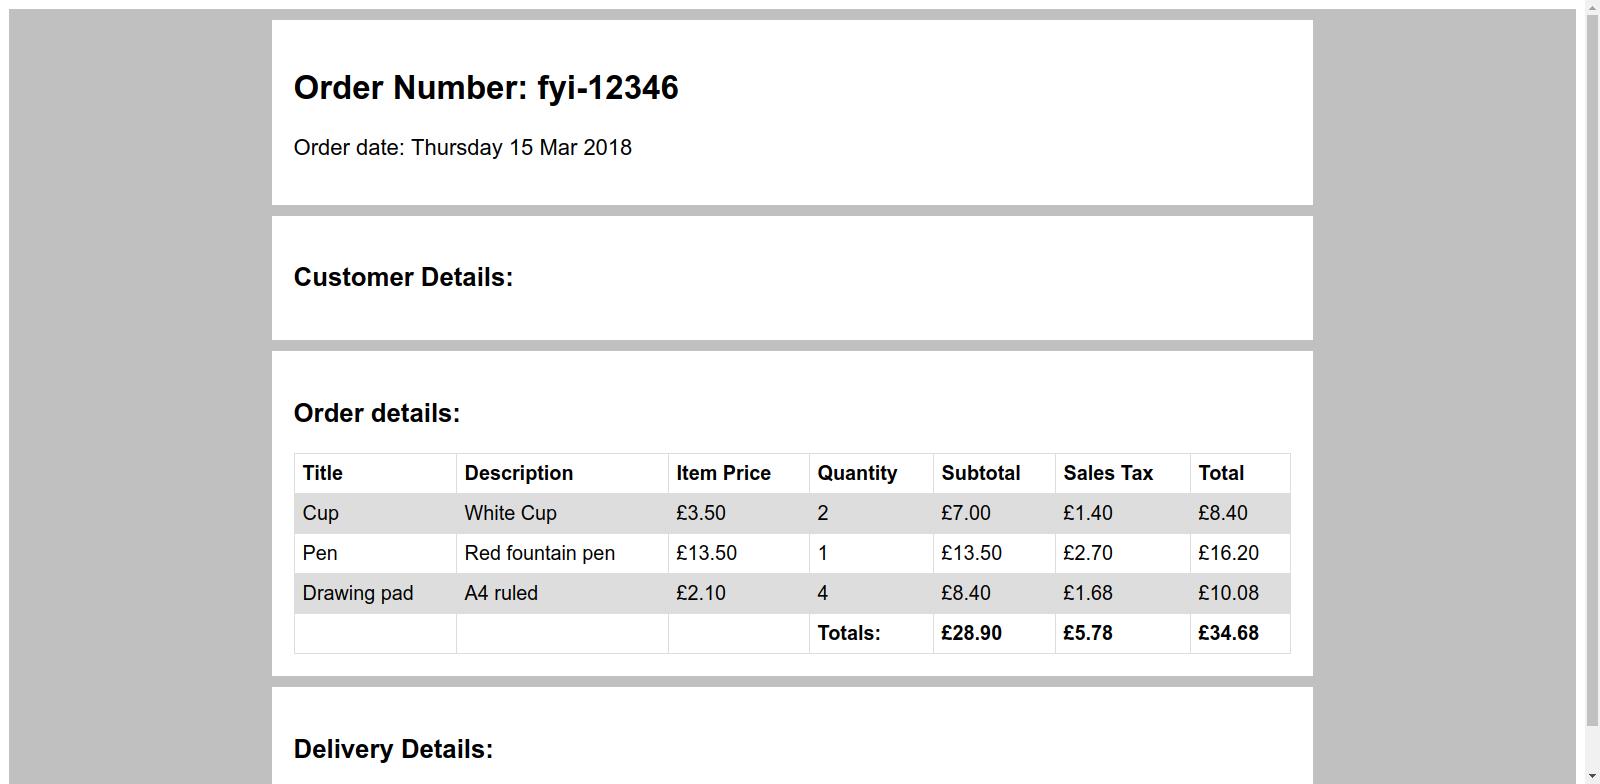 Order Number: fyi-12346
Order date: Thursday 15 Mar 2018
Customer Details:
Order details:
Title Description Item Price Quantity Subtotal Sales Tax Total
Cup White Cup £3.50 2 £7.00 £1.40 £8.40
Pen Red fountain pen £13.50 1 £13.50 £2.70 £16.20
Drawing pad A4 ruled £2.10 4 £8.40 £1.68 £10.08
Totals: £28.90 £5.78 £34.68
Delivery Details: